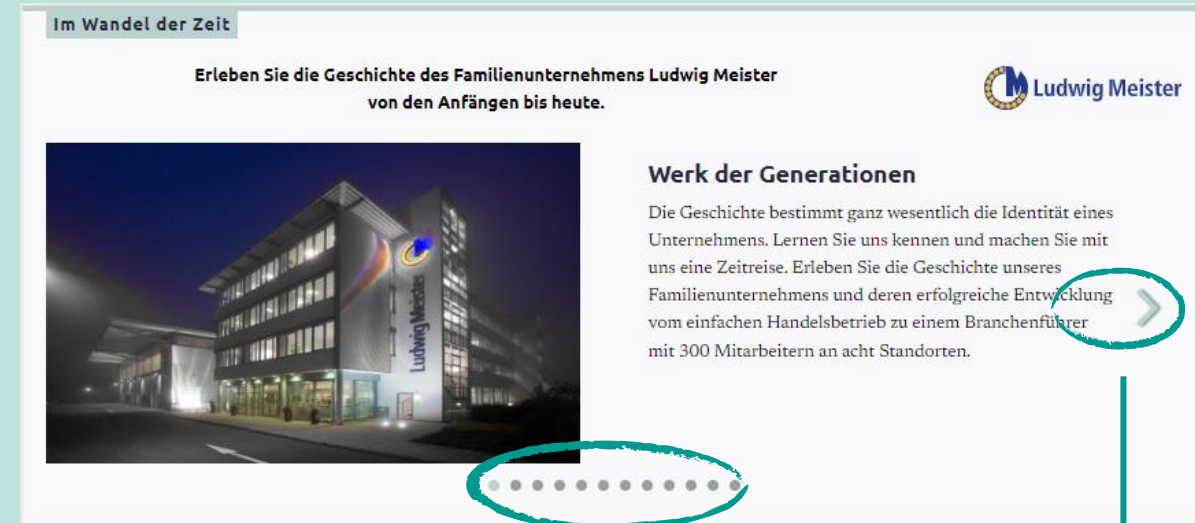 Im Wandel der Zeit
Erleben Sie die Geschichte des Familienunternehmens Ludwig Meister
von den Anfängen bis heute.
Ludwig Meister
Ludwig Meister
Werk der Generationen
Die Geschichte bestimmt ganz wesentlich die Identität eines
Unternehmens. Lernen Sie uns kennen und machen Sie mit
uns eine Zeitreise. Erleben Sie die Geschichte unseres
Familienunternehmens und deren erfolgreiche Entwicklung
vom einfachen Handelsbetrieb zu einem Branchenführer
mit 300 Mitarbeitern an acht Standorten.